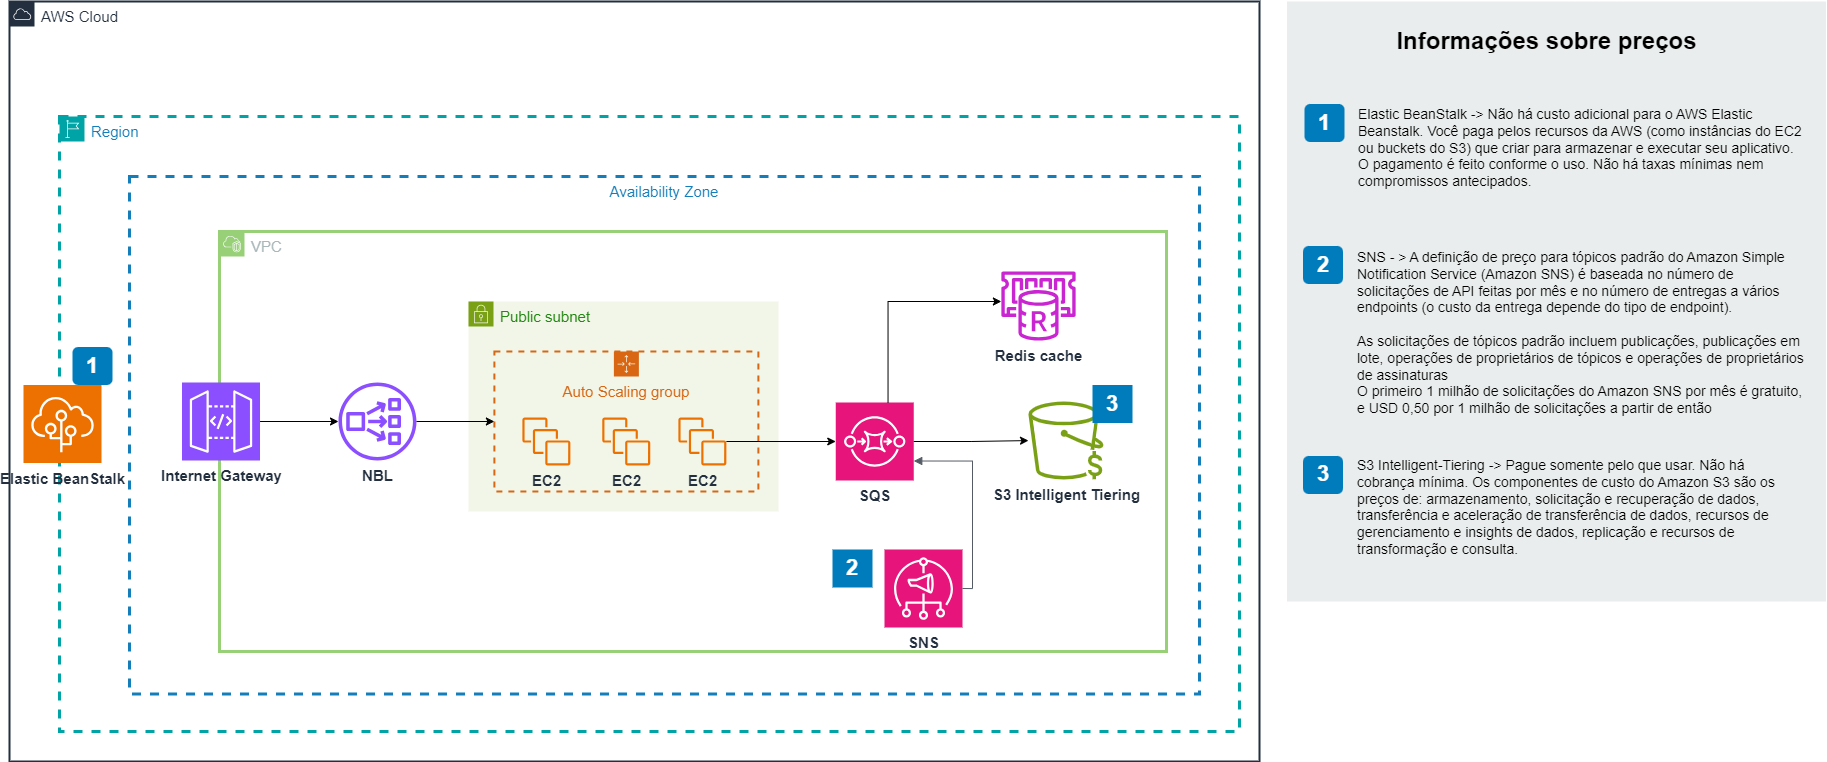 AWS Cloud
Region
Availability Zone
VPC
Public subnet
Auto Scaling group
EC2
EC2
EC2
1
Elastic BeanStalk
Internet Gateway
NBL
SQS
Redis cache
R
3
S3 Intelligent Tiering
$
2
SNS
Informações sobre preços
1
Elastic BeanStalk -> Não há custo adicional para o AWS Elastic
Beanstalk. Você paga pelos recursos da AWS (como instâncias do EC2
ou buckets do S3) que criar para armazenar e executar seu aplicativo.
O pagamento é feito conforme o uso. Não há taxas mínimas nem
compromissos antecipados.
2
SNS - > A definição de preço para tópicos padrão do Amazon Simple
Notification Service (Amazon SNS) é baseada no número de
solicitações de API feitas por mês e no número de entregas a vários
endpoints (o custo da entrega depende do tipo de endpoint).
As solicitações de tópicos padrão incluem publicações, publicações em
lote, operações de proprietários de tópicos e operações de proprietários
de assinaturas
O primeiro 1 milhão de solicitações do Amazon SNS por mês é gratuito,
e USD 0,50 por 1 milhão de solicitações a partir de então
3
S3 Intelligent-Tiering -> Pague somente pelo que usar. Não há
cobrança mínima. Os componentes de custo do Amazon S3 são os
preços de: armazenamento, solicitação e recuperação de dados,
transferência e aceleração de transferência de dados, recursos de
gerenciamento e insights de dados, replicação e recursos de
transformação e consulta.